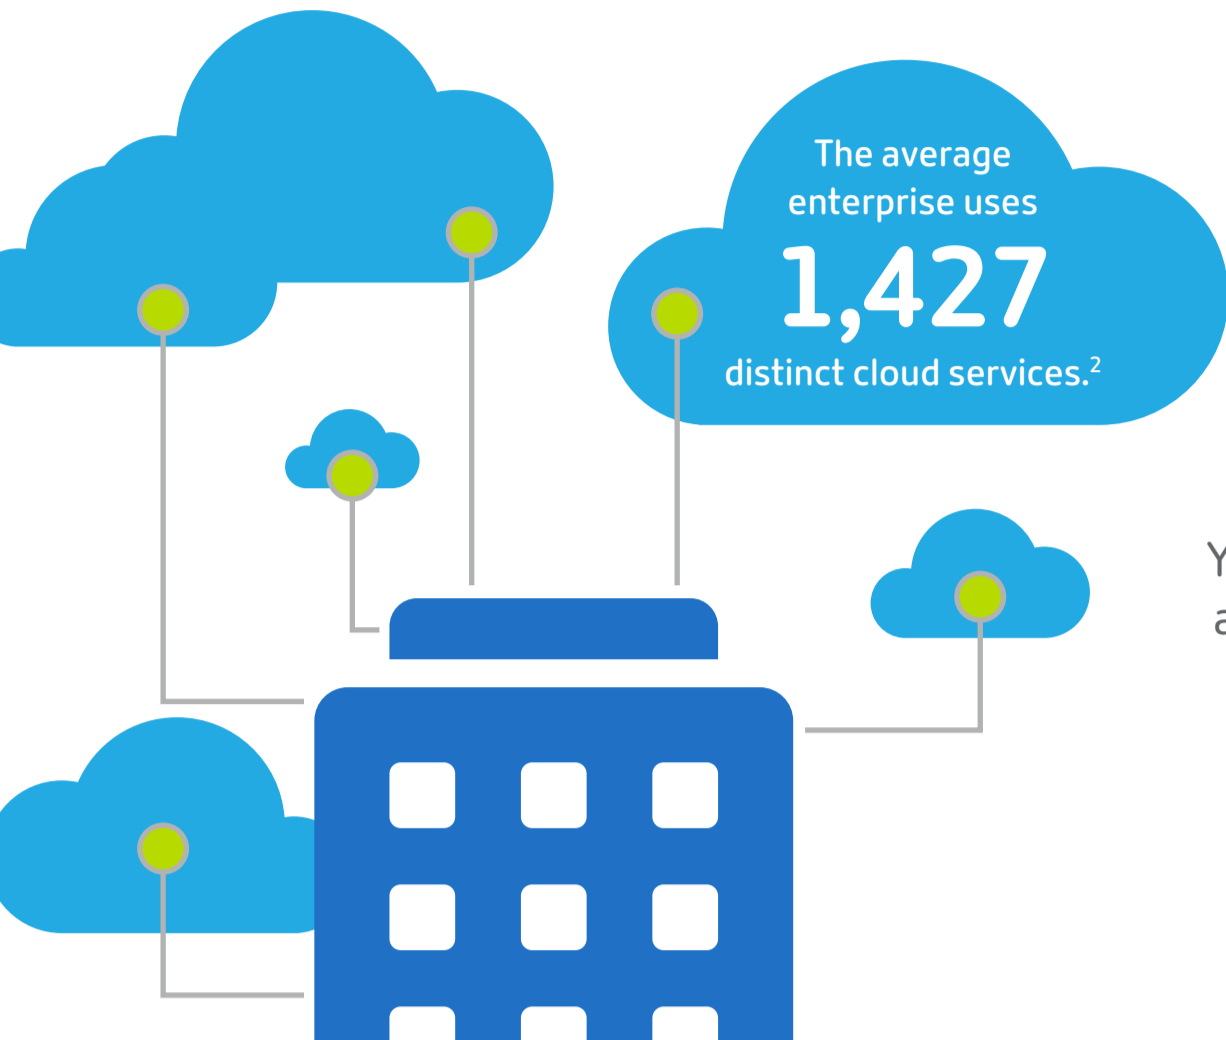 The average
enterprise uses
1,427
distinct cloud services.²